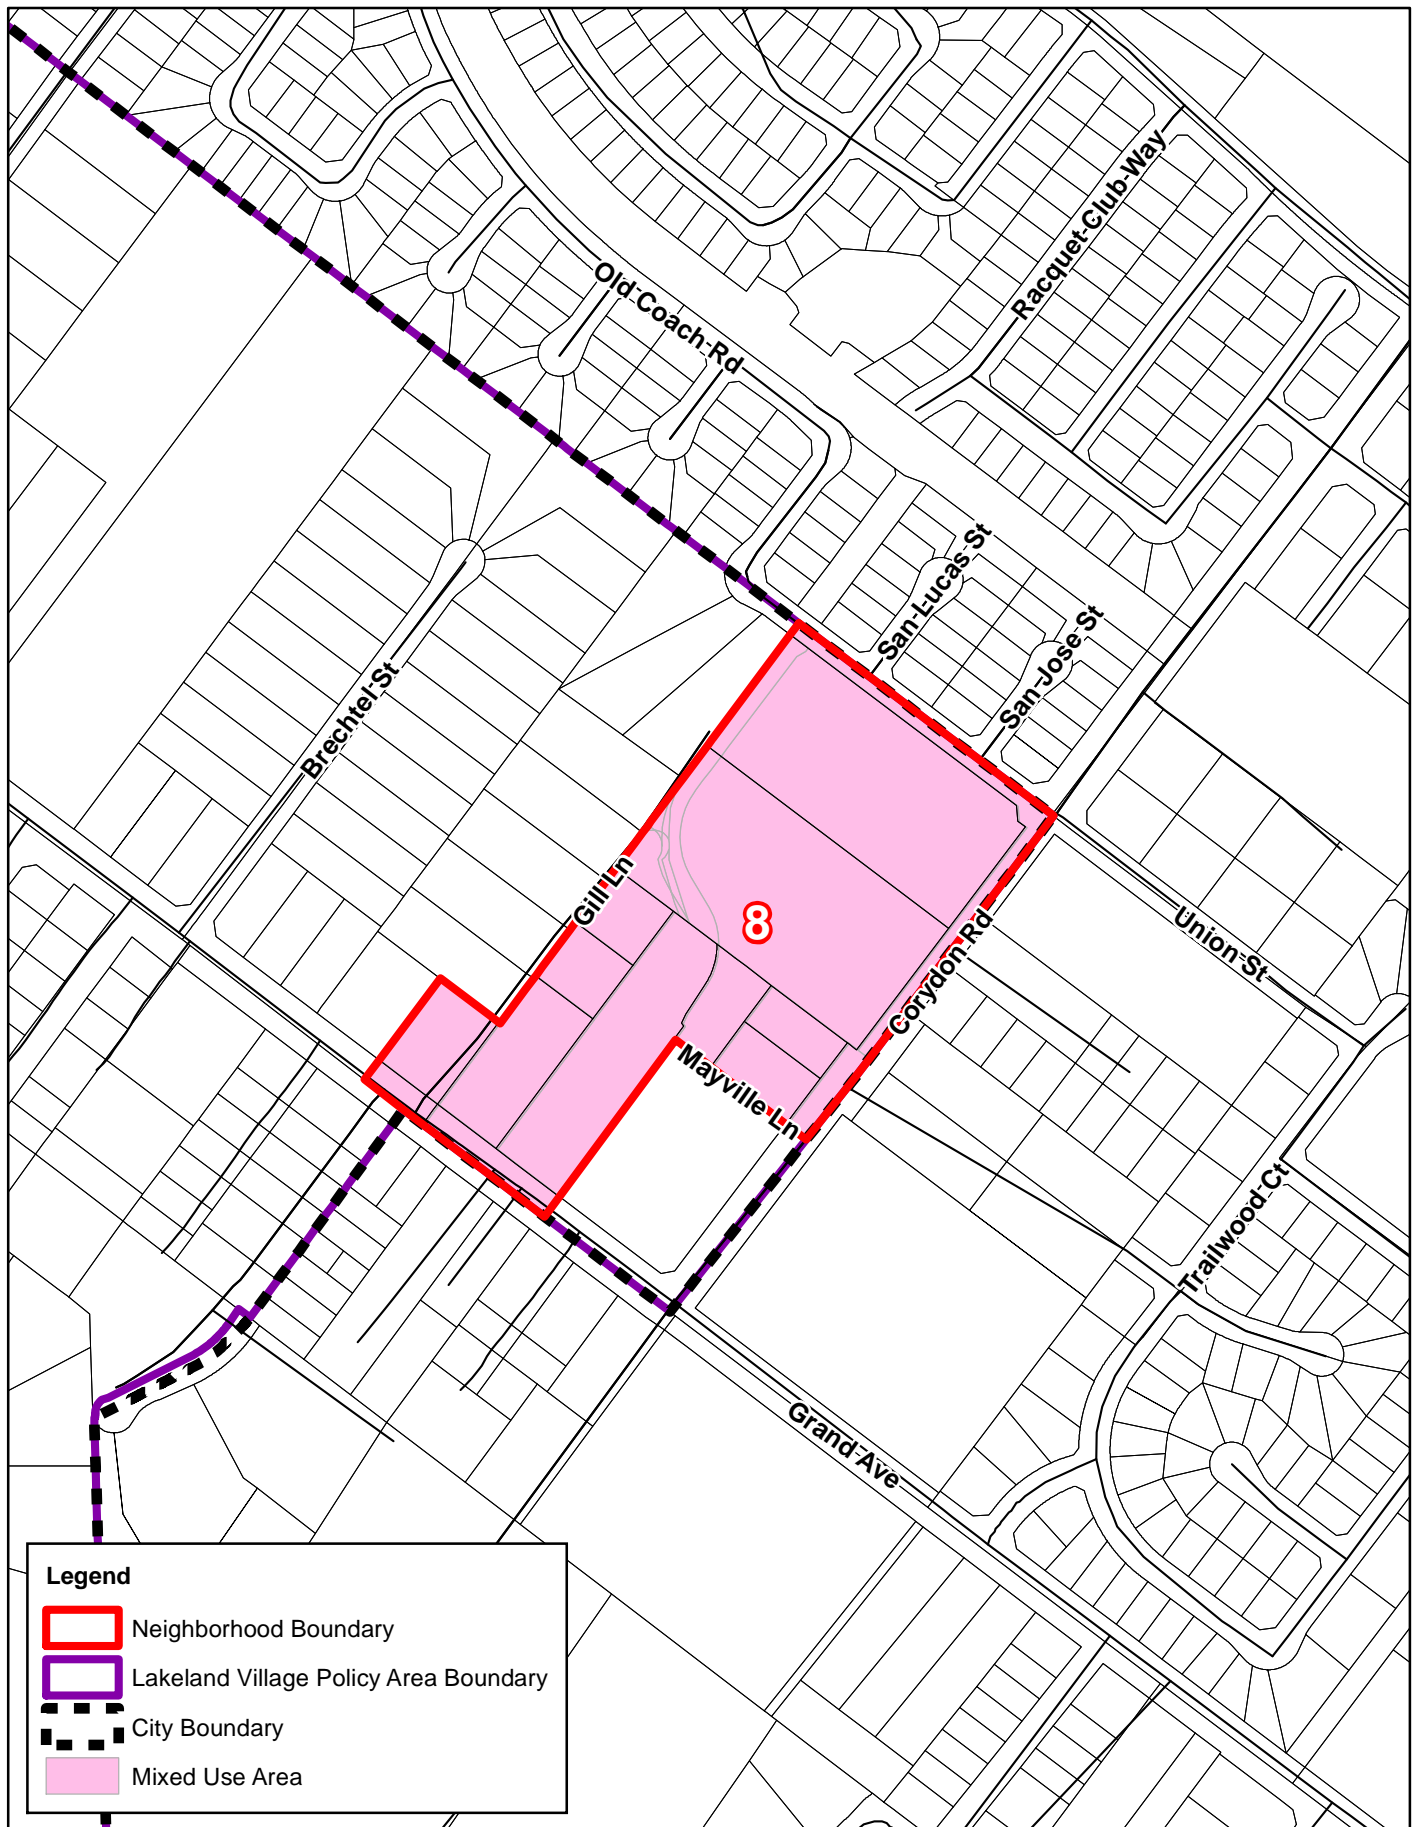 Racquet Club Way
Old Coach Rd
San Lucas St
San Jose St
Brechtel St
Gill Ln
8
Corydon Rd
Union St
Mayville Ln
Trailwood Ct
Grand Ave
Legend
Neighborhood Boundary
Lakeland Village Policy Area Boundary
City Boundary
Mixed Use Area